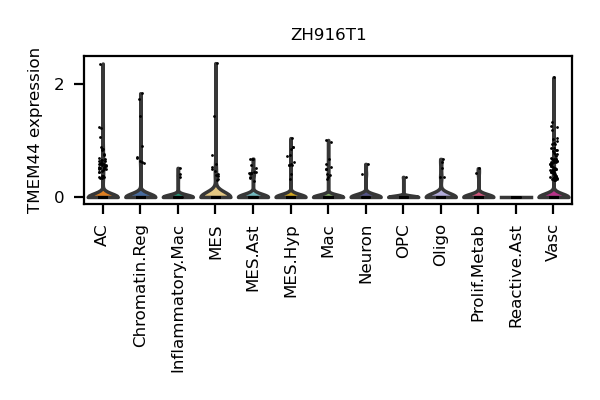 ZH916T1
TMEM44 expression
2
0
AC
Chromatin.Reg
Inflammatory.Mac
MES
MES.Ast
MES.Hyp
Mac
Neuron
OPC
Oligo
Prolif.Metab
Reactive.Ast
Vasc